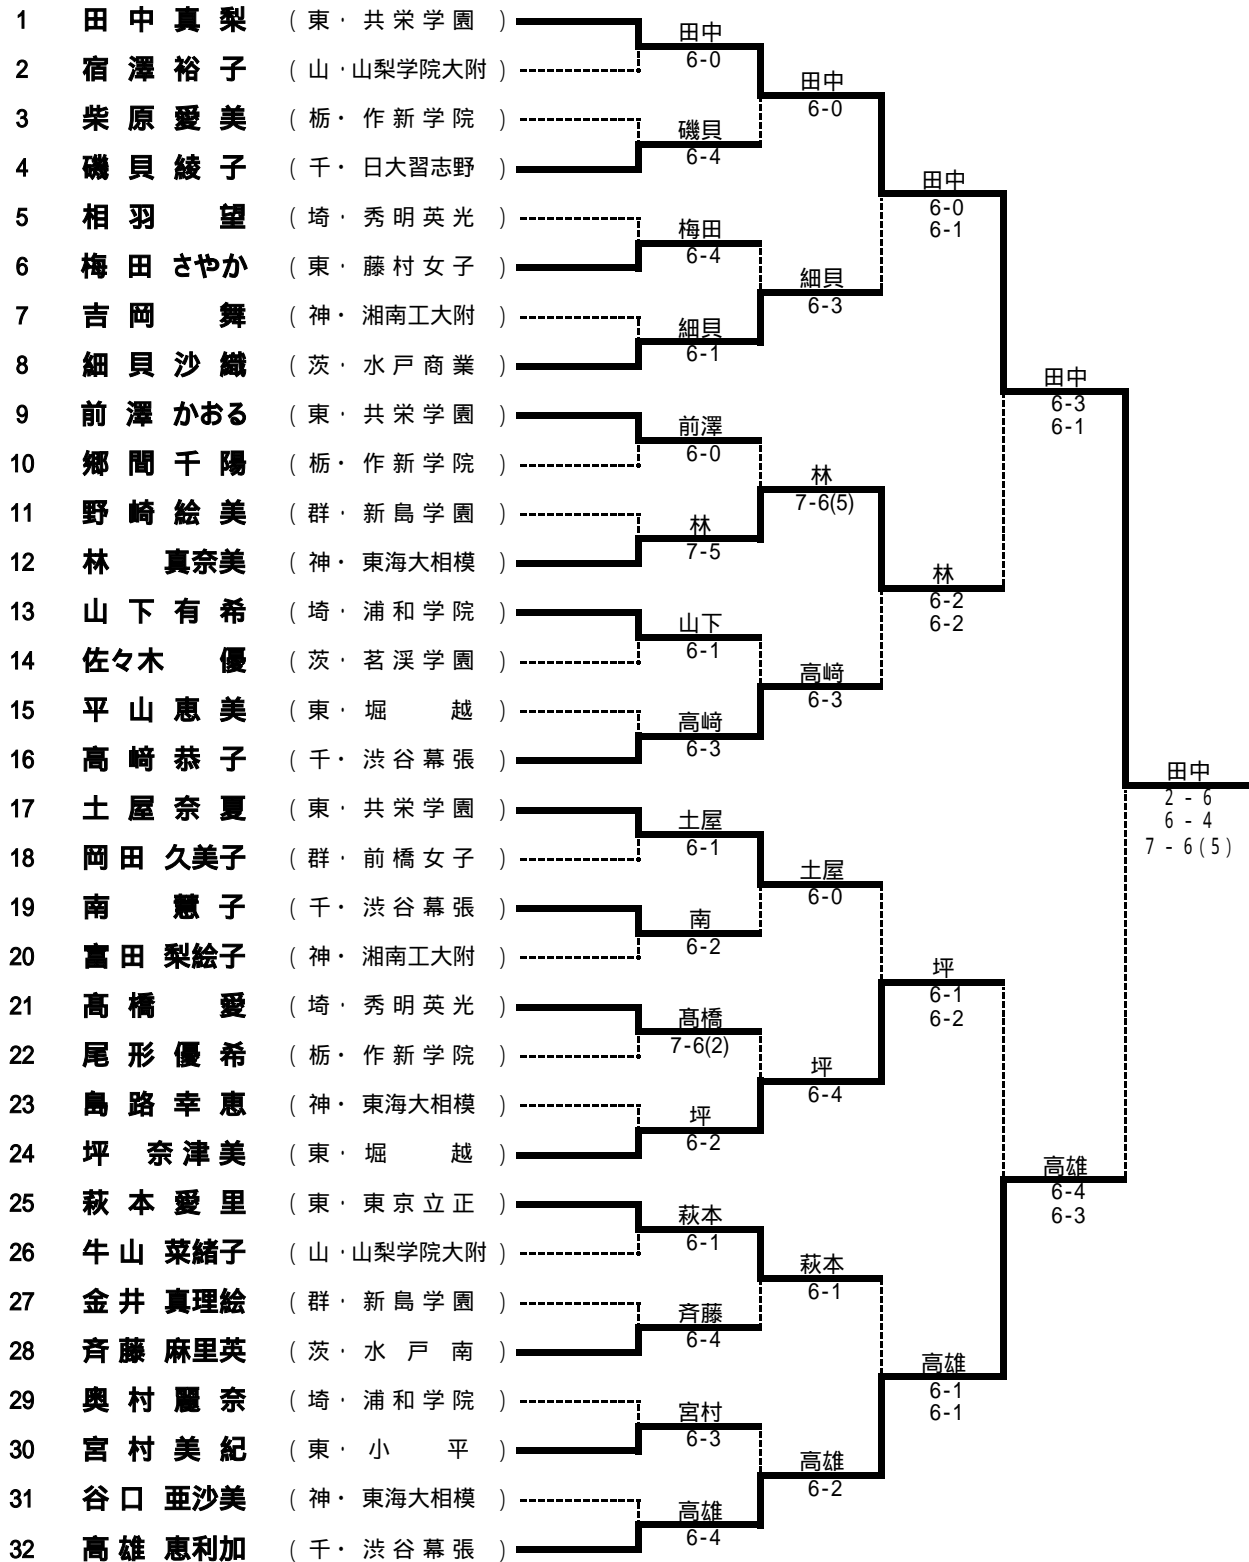 1 田中真梨 (東・共栄学園)
2 宿澤裕子 (山・山梨学院大附)
3 柴原愛美 (栃・作新学院)
4 磯貝綾子 (千・日大習志野)
5 相羽望 (埼・秀明英光)
6 梅田さやか (東・藤村女子)
7 吉岡舞 (神・湘南工大附)
8 細貝沙織 (茨・水戸商業)
9 前澤かおる (東・共栄学園)
10 郷間千陽 (栃・作新学院)
11 野崎絵美 (群・新島学園)
12 林真奈美 (神・東海大相模)
13 山下有希 (埼・浦和学院)
14 佐々木優 (茨・茗渓学園)
15 平山恵美 (東・堀越)
16 高﨑恭子 (千・渋谷幕張)
17 土屋奈夏 (東・共栄学園)
18 岡田久美子 (群・前橋女子)
19 南慧子 (千・渋谷幕張)
20 富田梨絵子 (神・湘南工大附)
21 髙橋愛 (埼・秀明英光)
22 尾形優希 (栃・作新学院)
23 島路幸恵 (神・東海大相模)
24 坪奈津美 (東・堀越)
25 萩本愛里 (東・東京立正)
26 牛山菜緒子 (山・山梨学院大附)
27 金井真理絵 (群・新島学園)
28 斉藤麻里英 (茨・水戸南)
29 奥村麗奈 (埼・浦和学院)
30 宮村美紀 (東・小平)
31 谷口亜沙美 (神・東海大相模)
32 高雄恵利加 (千・渋谷幕張)
田中
6-0
磯貝
6-4
梅田
6-4
細貝
6-1
前澤
6-0
林
7-5
山下
6-1
高﨑
6-3
土屋
6-1
南
6-2
髙橋
7-6(2)
坪
6-2
萩本
6-1
斉藤
6-4
宮村
6-3
高雄
6-4
田中
6-0
細貝
6-3
林
7-6(5)
高﨑
6-3
土屋
6-0
坪
6-4
萩本
6-1
高雄
6-2
田中
6-0
6-1
林
6-2
6-2
坪
6-1
6-2
高雄
6-1
6-1
田中
6-3
6-1
高雄
6-4
6-3
田中
2-6
6-4
7-6(5)